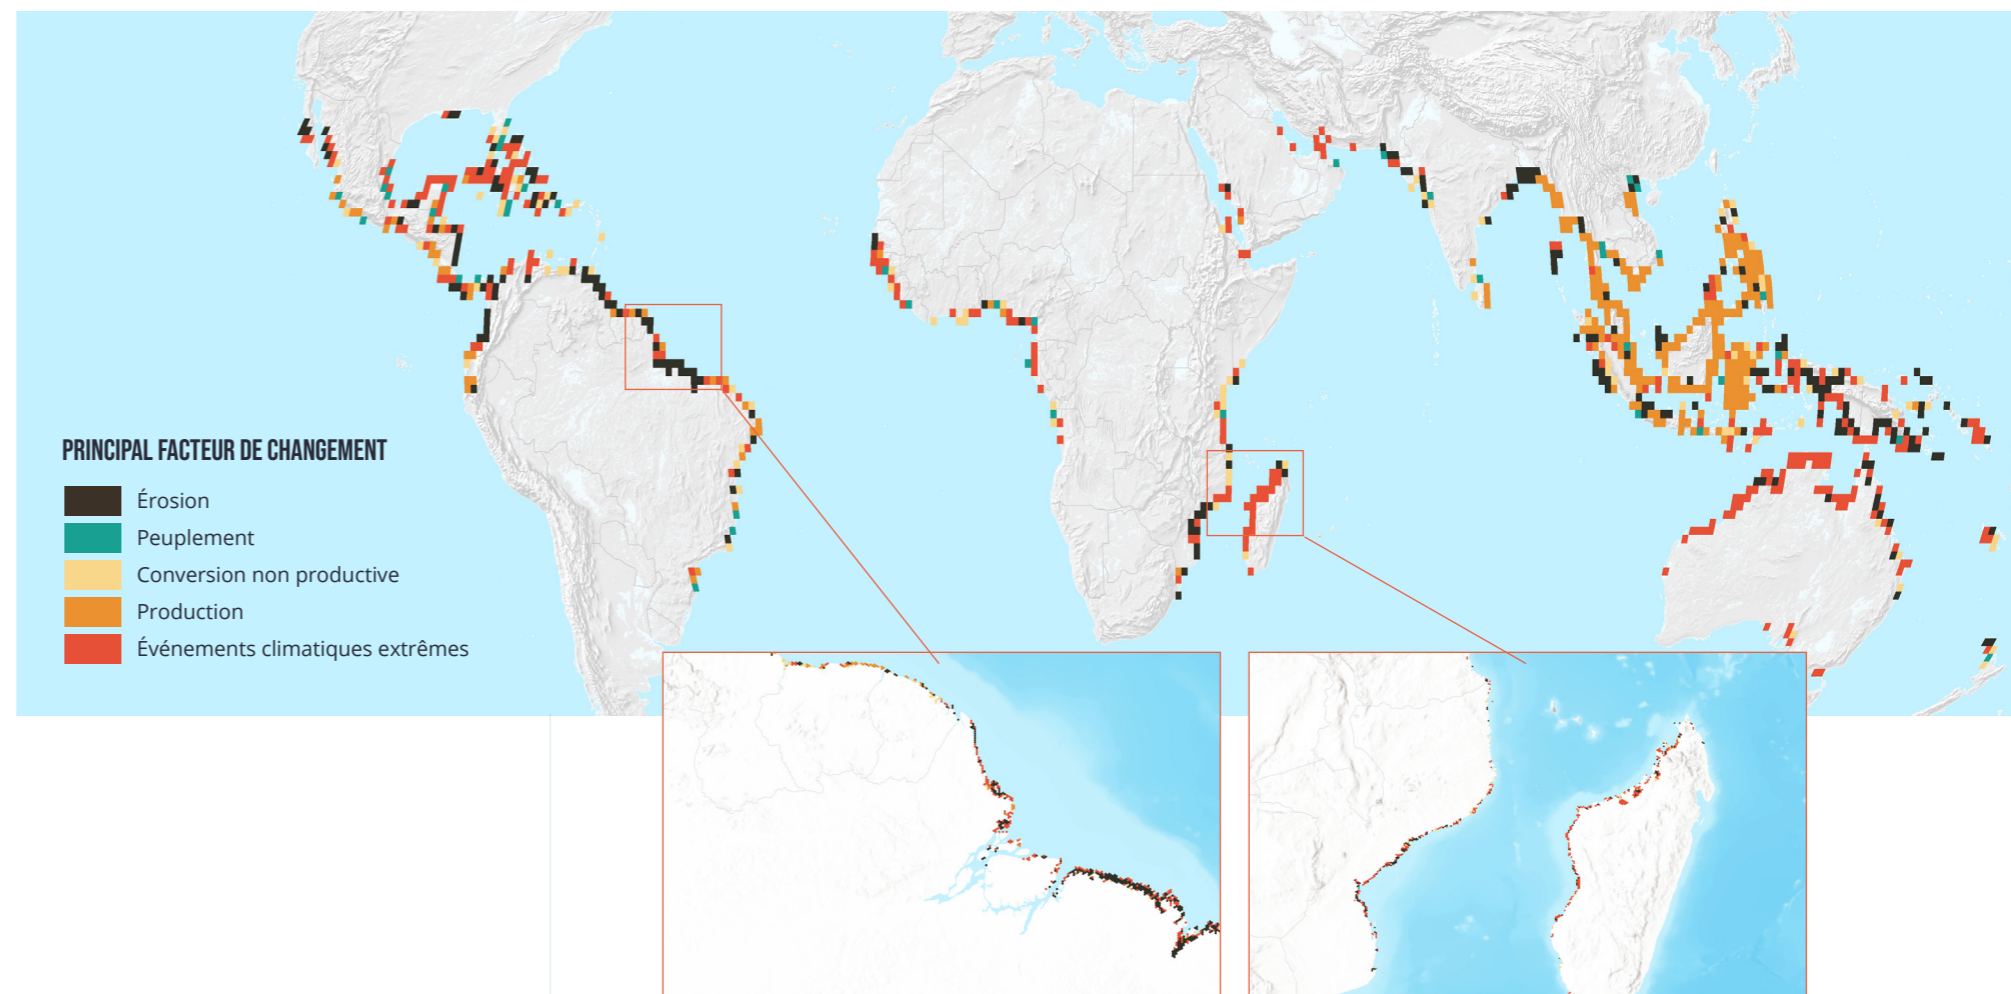 PRINCIPAL FACTEUR DE CHANGEMENT
Érosion
Peuplement
Conversion non productive
Production
Événements climatiques extrêmes